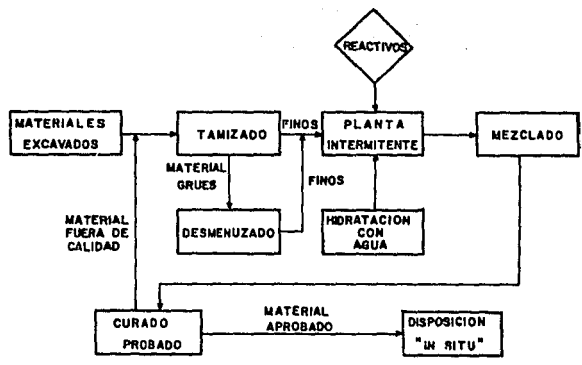 REACTIVOS
MATERIALES
EXCAVADOS
TAMIZADO
FINOS
PLANTA
INTERMITENTE
MEZCLADO
MATERIAL
GRUES
FINOS
MATERIAL
FUERA DE
CALIDAD
DESMENUZADO
HIDRATACION
CON
AGUA
CURADO
PROBADO
MATERIAL
APROBADO
DISPOSICION
"IN SITU"